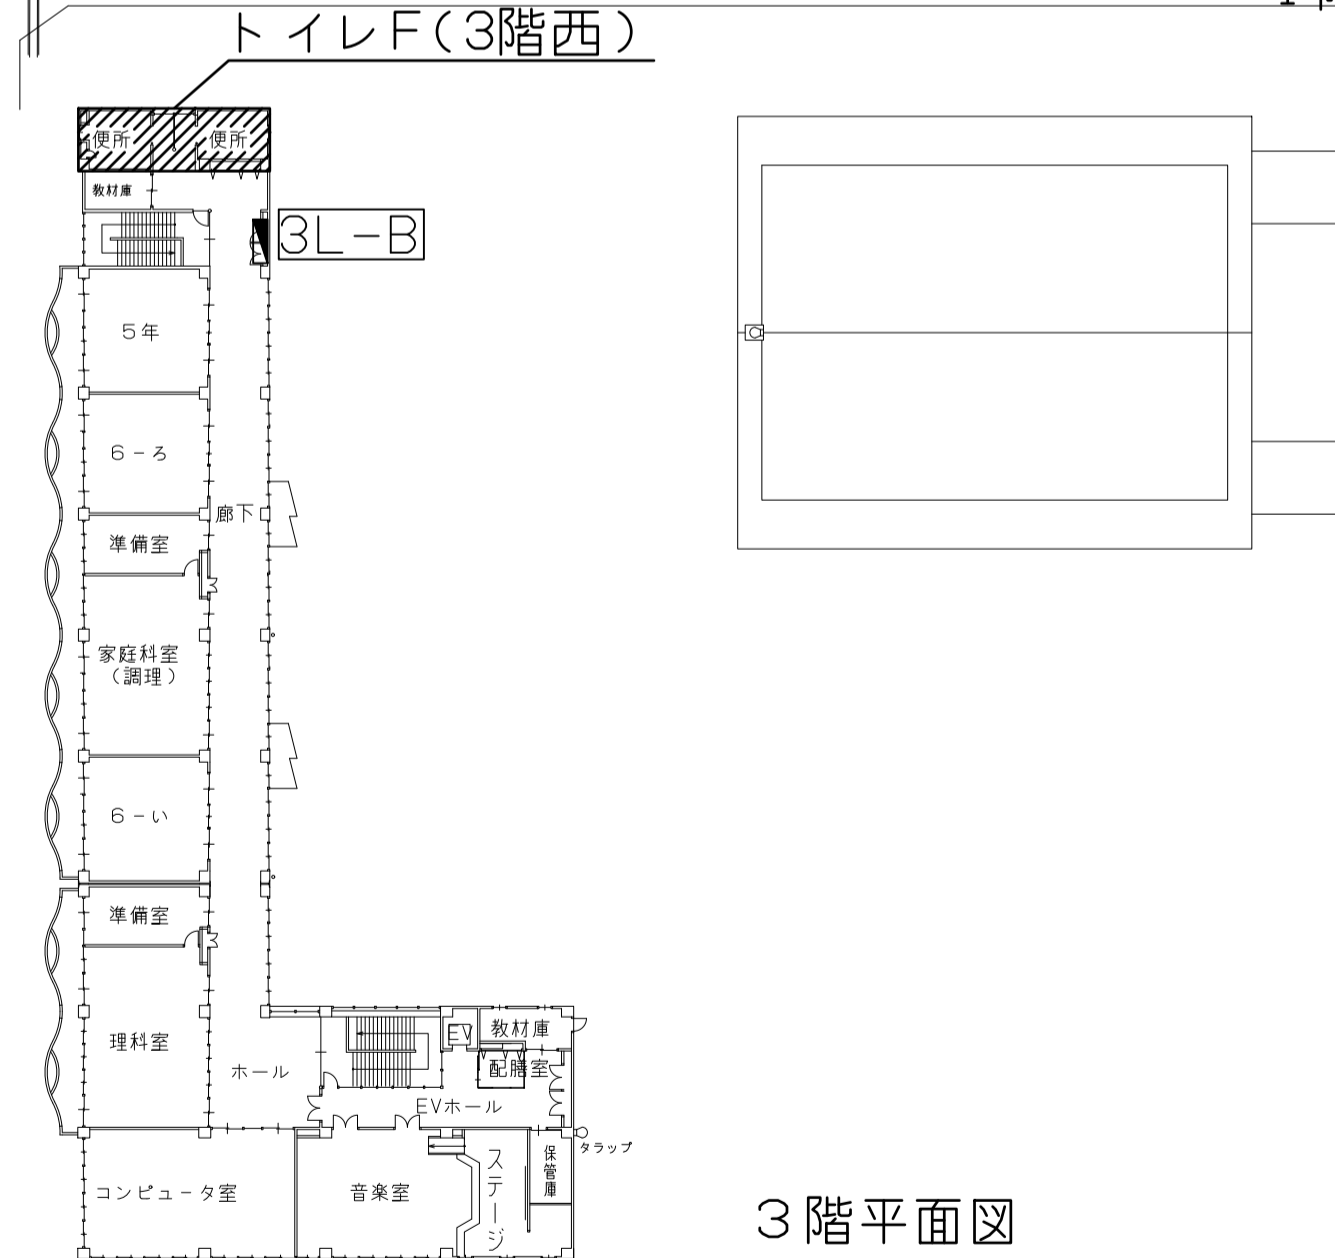 トイレF(3階西)
便所
便所
教材庫
3L-B
5年
6-ろ
廊下
準備室
家庭科室
(調理)
6-い
準備室
理科室
ホール
EV
教材庫
配膳室
EVホール
タラップ
保管庫
ステージ
コンピュータ室
音楽室
3階平面図